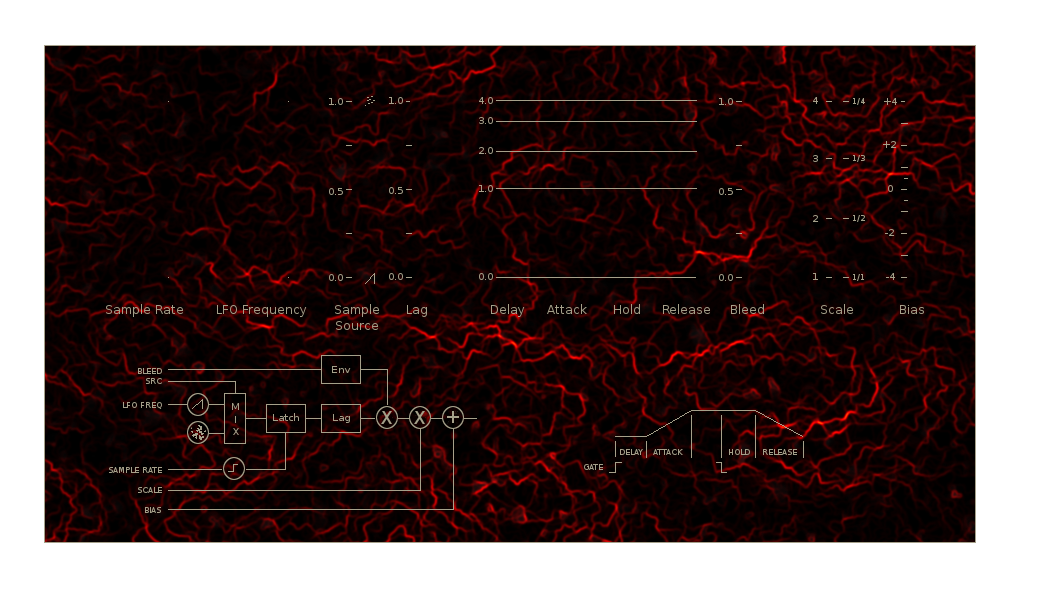 1.0 1.0 4.0 1.0 4 1/4 +4
3.0
2.0 3 1/3 +2
0.5 0.5 1.0 0.5 0
2 1/2 -2
0.0 0.0 0.0 0.0 1 1/1 -4
Sample Rate LFO Frequency Sample Lag Delay Attack Hold Release Bleed Scale Bias
Source
BLEED Env
SRC
LFO FREQ M
I Latch Lag X X +
X
DELAY ATTACK HOLD RELEASE
GATE
SAMPLE RATE
SCALE
BIAS